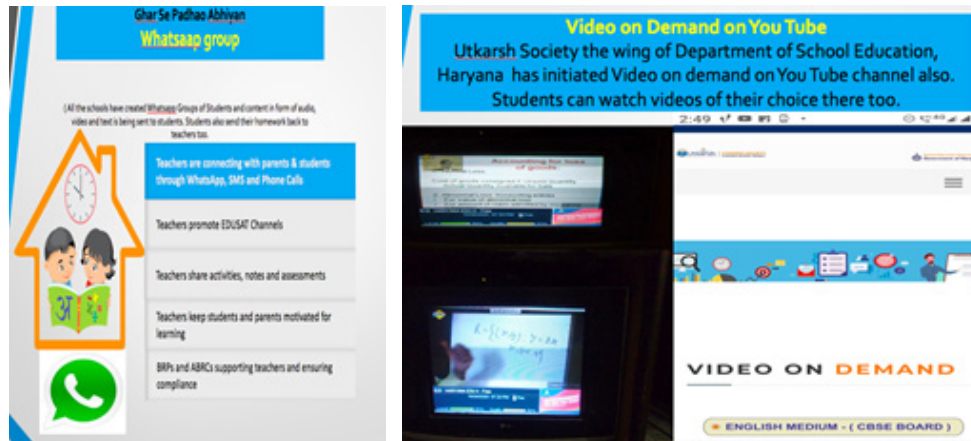 Ghar Se Padhao Abhiyan
Whatsaap group
( All the schools have created Whatsapp Groups of Students and content in form of audio,
video and text is being sent to students. Students also send their homework back to
teachers too.
Teachers are connecting with parents & students
through WhatsApp, SMS and Phone Calls
Teachers promote EDUSAT Channels
Teachers share activities, notes and assessments
Teachers keep students and parents motivated for
learning
BRPs and ABRCs supporting teachers and ensuring
compliance
अ
Video on Demand on You Tube
Utkarsh Society the wing of Department of School Education,
Haryana has initiated Video on demand on You Tube channel also.
Students can watch videos of their choice there too.
2:49
Accounting for loss
of goods
VIDEO ON DEMAND
ENGLISH MEDIUM - ( CBSE BOARD )